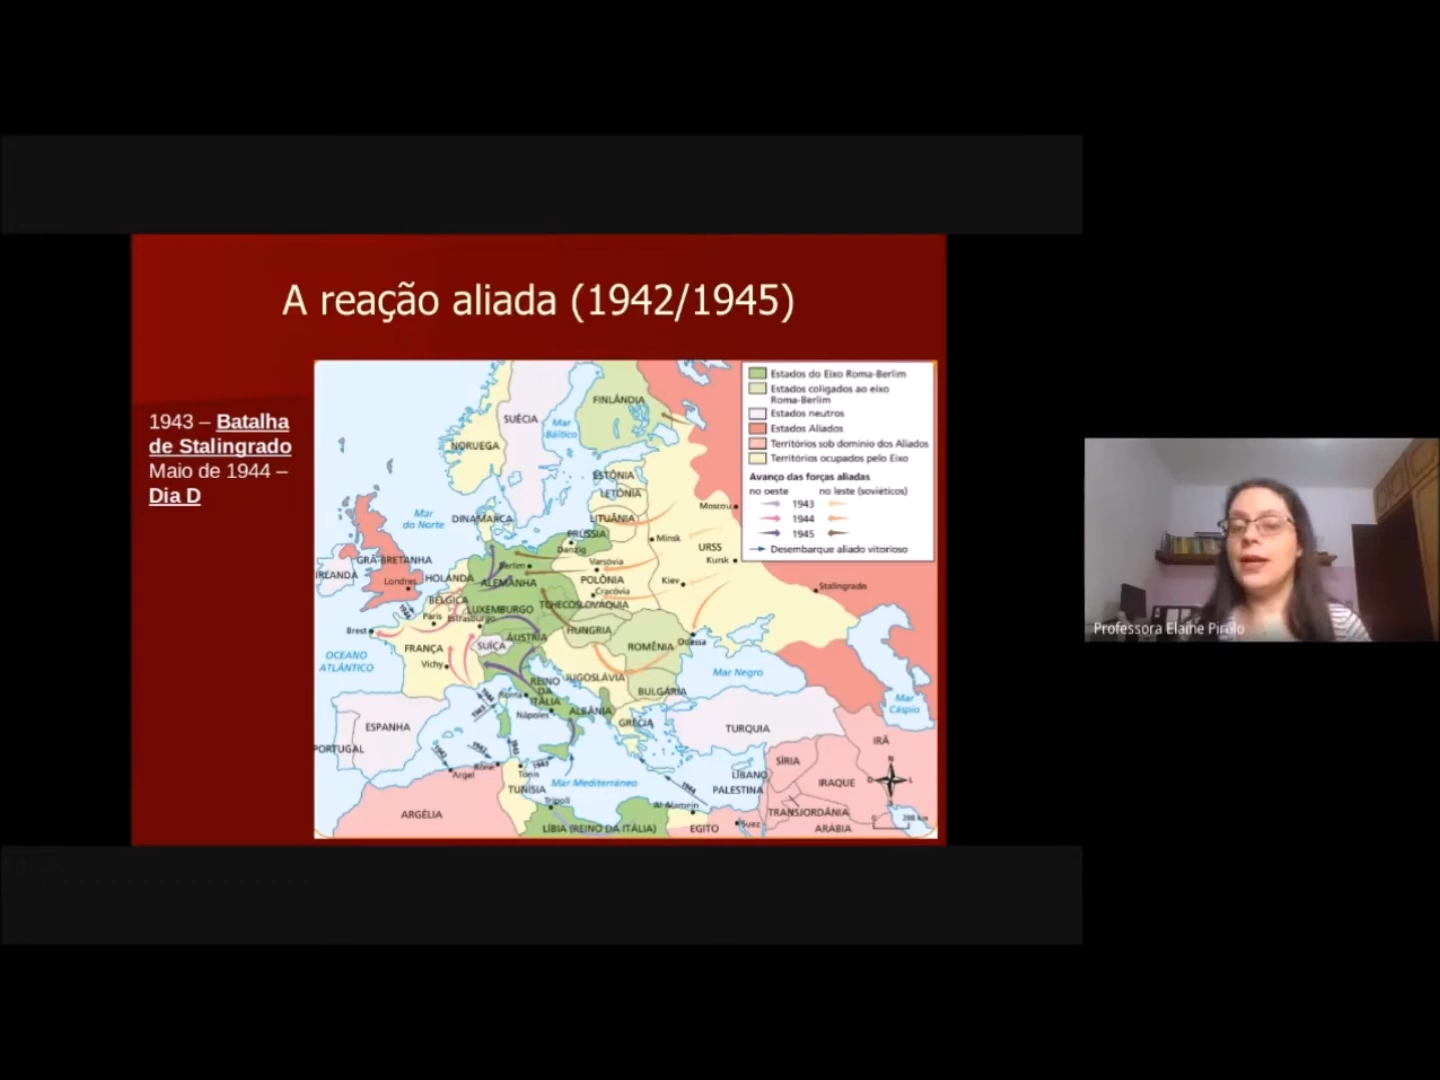 A reação aliada (1942/1945)
1943 – Batalha
de Stalingrado
Maio de 1944 –
Dia D
Estados do Eixo Roma-Berlim
Estados coligados ao eixo
Roma-Berlim
Estados neutros
Estados Aliados
Territórios sob domínio dos Aliados
Territórios ocupados pelo Eixo
Avanço das forças aliadas
no oeste no leste (soviéticos)
1943
1944
1945
Desembarque aliado vitorioso
FINLÂNDIA
SUÉCIA
Mar
Báltico
NORUEGA
ESTÔNIA
LETÔNIA
Moscou
Mar
do Norte
DINAMARCA
LITUÂNIA
PRÚSSIA
Minsk
URSS
Danzig
GRÃ-BRETANHA
Berlim
Varsóvia
Kursk
IRLANDA
Londres
HOLANDA
ALEMANHA
POLÔNIA
Kiev
Stalingrado
Cracóvia
BÉLGICA
LUXEMBURGO
TCHECOSLOVÁQUIA
Paris
Estrasburgo
Brest
ÁUSTRIA
HUNGRIA
Odessa
FRANÇA
SUÍÇA
ROMÊNIA
OCEANO
ATLÂNTICO
Vichy
Mar Negro
REINO
DA
ITÁLIA
IUGOSLÁVIA
Roma
BULGÁRIA
Mar
Cáspio
Nápoles
ALBÂNIA
GRÉCIA
ESPANHA
TURQUIA
PORTUGAL
IRÃ
SÍRIA
N
Argel
Bône
Túnis
1943
Mar Mediterrâneo
LÍBANO
IRAQUE
O
L
TUNÍSIA
PALESTINA
1944
Trípoli
Al-Alamein
TRANSJORDÂNIA
ARGÉLIA
LÍBIA (REINO DA ITÁLIA)
EGITO
Suez
ARÁBIA
0
Professora Elaine Pirolo